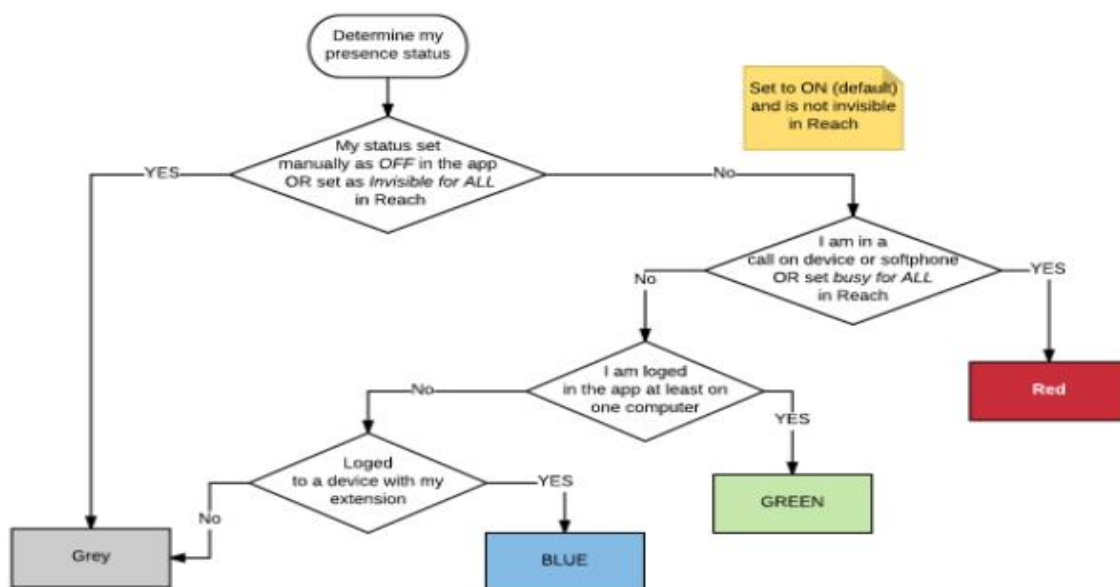 Determine my
presence status
Set to ON (default)
and is not invisible
in Reach
My status set
manually as OFF in the app
OR set as Invisible for ALL
in Reach
YES
No
I am in a
call on device or softphone
OR set busy for ALL
in Reach
No
YES
I am loged
in the app at least on
one computer
Red
No
YES
Loged
to a device with my
extension
YES
No
GREEN
Grey
BLUE